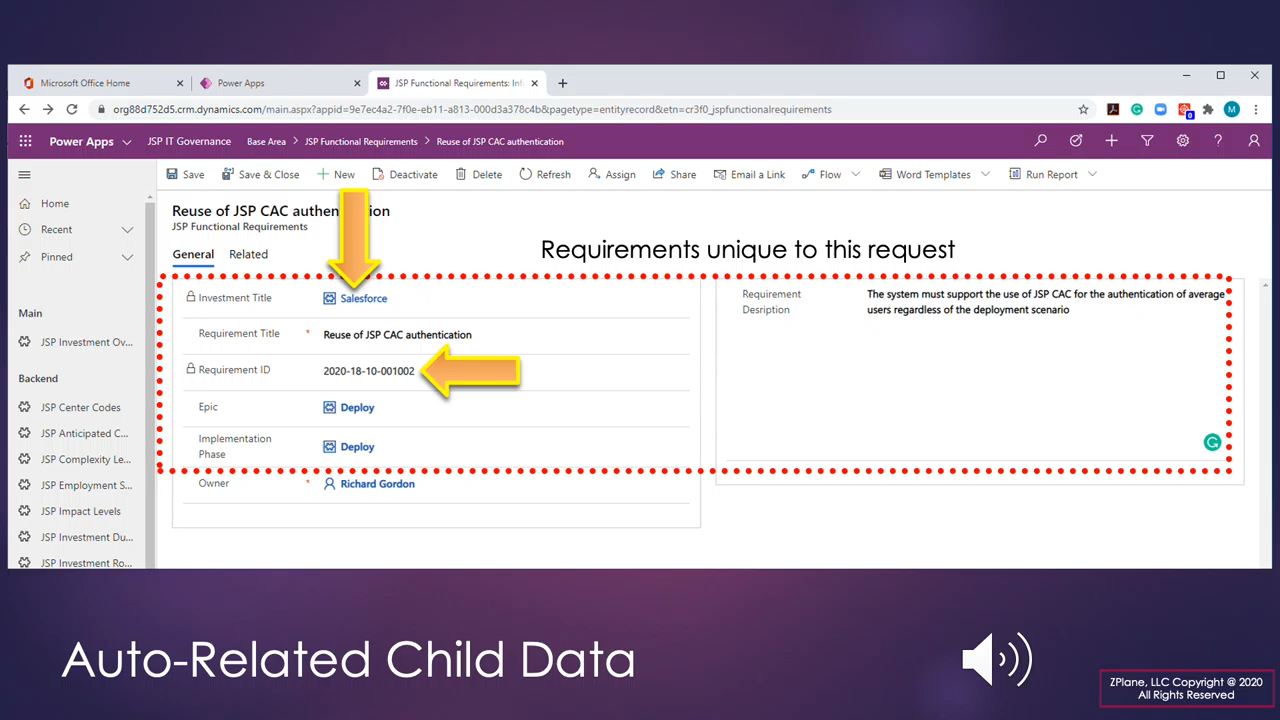 Microsoft Office Home
Power Apps
JSP Functional Requirements: Inf
org88d752d5.crm.dynamics.com/main.aspx?appid=9e7ec4a2-7f0e-eb11-a813-000d3a378c4b&pagetype=entityrecord&etn=cr3f0_jspfunctionalrequirements
M
Power Apps JSP IT Governance Base Area JSP Functional Requirements Reuse of JSP CAC authentication
Save Save & Close New Deactivate Delete Refresh Assign Share Email a Link Flow Word Templates Run Report
Home
Recent
Pinned
Main
JSP Investment Ov...
Backend
JSP Center Codes
JSP Anticipated C...
JSP Complexity Le...
JSP Employment S...
JSP Impact Levels
JSP Investment Du...
JSP Investment Ro...
Reuse of JSP CAC authentication
JSP Functional Requirements
General Related
Requirements unique to this request
Investment Title Salesforce
Requirement Title * Reuse of JSP CAC authentication
Requirement ID 2020-18-10-001002
Epic Deploy
Implementation
Phase Deploy
Owner * Richard Gordon
Requirement
Desription
The system must support the use of JSP CAC for the authentication of average
users regardless of the deployment scenario
Auto-Related Child Data
ZPlane, LLC Copyright @ 2020
All Rights Reserved